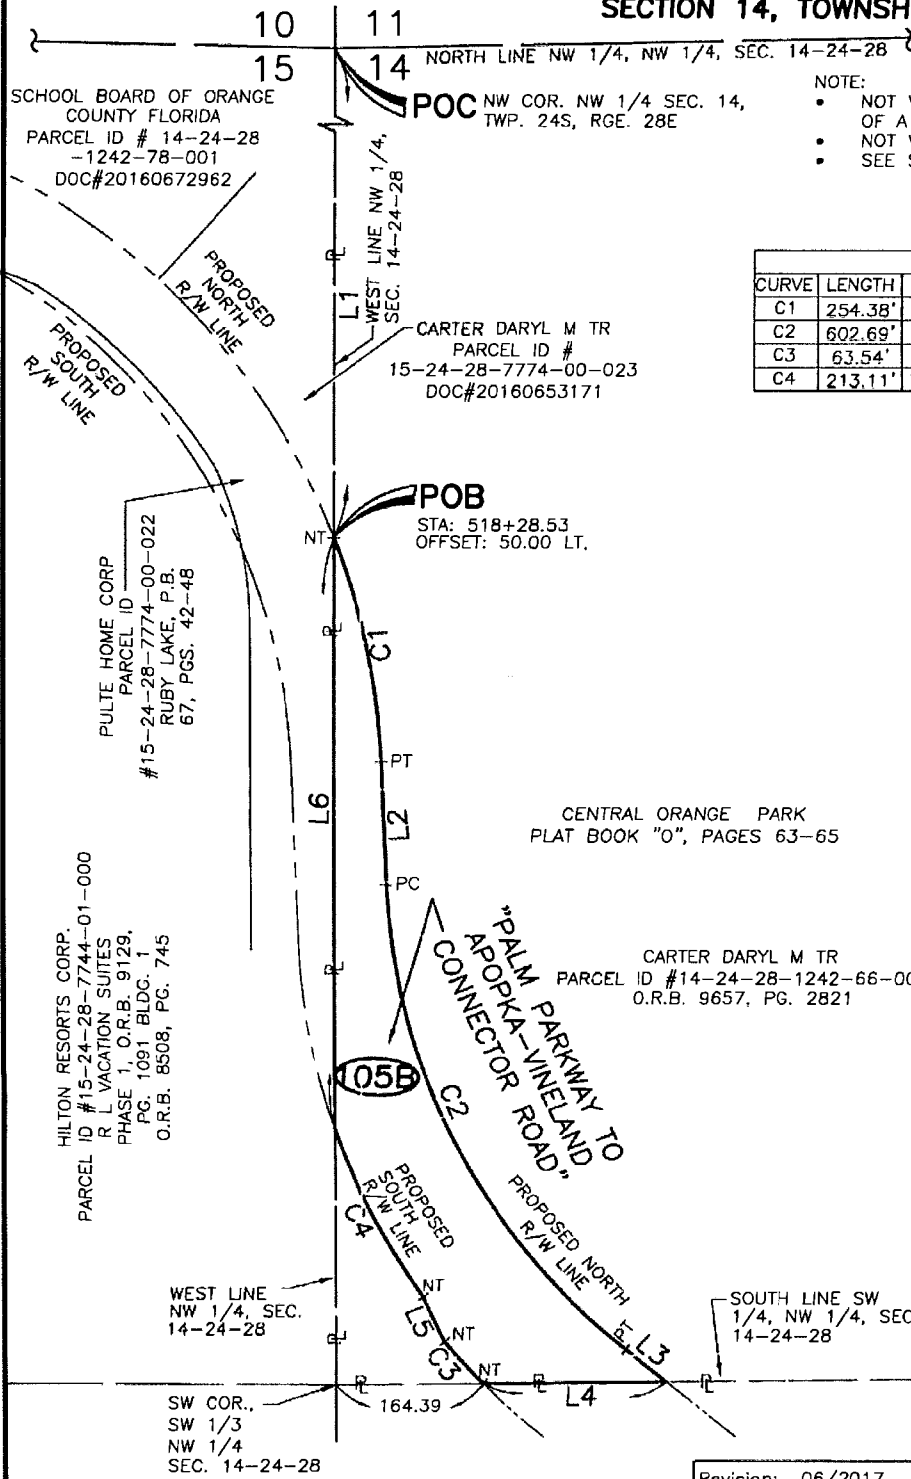 SECTION 14, TOWNSH
10 11
15 14
NORTH LINE NW 1/4, NW 1/4, SEC. 14-24-28
POC NW COR. NW 1/4 SEC. 14,
TWP. 24S, RGE. 28E
NOTE:
• NOT
OF A
• NOT
• SEE
SCHOOL BOARD OF ORANGE
COUNTY FLORIDA
PARCEL ID # 14-24-28
-1242-78-001
DOC#20160672962
WEST LINE NW 1/4,
SEC. 14-24-28
L1
PROPOSED
NORTH
R/W LINE
PROPOSED
SOUTH
R/W LINE
CURVE LENGTH
C1 254.38'
C2 602.69'
C3 63.54'
C4 213.11'
CARTER DARYL M TR
PARCEL ID #
15-24-28-7774-00-023
DOC#20160653171
POB
STA: 518+28.53
OFFSET: 50.00 LT.
NT
PULTE HOME CORP
PARCEL ID
#15-24-28-7774-00-022
RUBY LAKE, P.B.
67, PGS. 42-48
C1
PT
L6
L2
PC
CENTRAL ORANGE PARK
PLAT BOOK "O", PAGES 63-65
HILTON RESORTS CORP.
PARCEL ID #15-24-28-7744-01-000
R L VACATION SUITES
PHASE 1, O.R.B. 9129,
PG. 1091 BLDG. 1
O.R.B. 8508, PG. 745
"PALM PARKWAY TO
APOPKA-VINELAND
CONNECTOR ROAD"
CARTER DARYL M TR
PARCEL ID #14-24-28-1242-66-00
O.R.B. 9657, PG. 2821
105B
C2
PROPOSED
SOUTH
R/W LINE
C4
PROPOSED NORTH
R/W LINE
WEST LINE
NW 1/4, SEC.
14-24-28
NT
L5
NT
C3
NT
PT
L3
SOUTH LINE SW
1/4, NW 1/4, SEC
14-24-28
164.39
L4
SW COR.,
SW 1/3
NW 1/4
SEC. 14-24-28
Revision: 06/2017